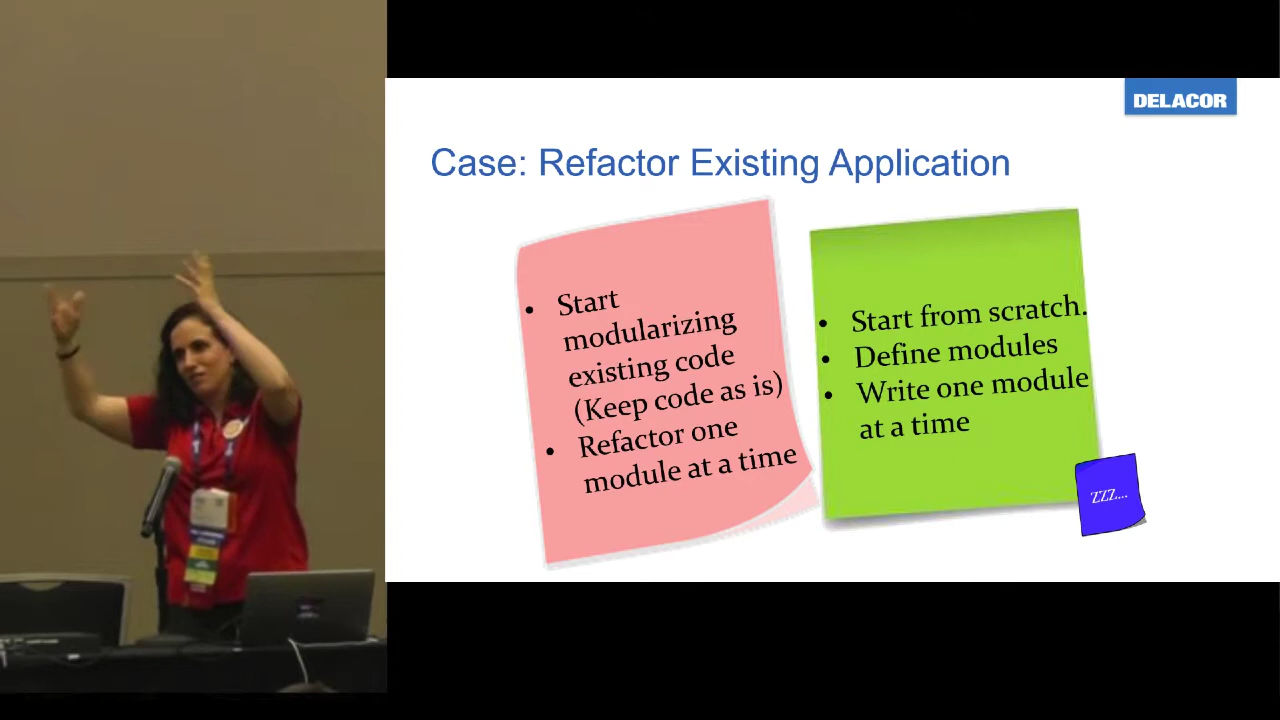 DELACOR
Case: Refactor Existing Application
• Start
modularizing
existing code
(Keep code as is)
• Refactor one
module at a time
• Start from scratch.
• Define modules
• Write one module
at a time
ZZZ....